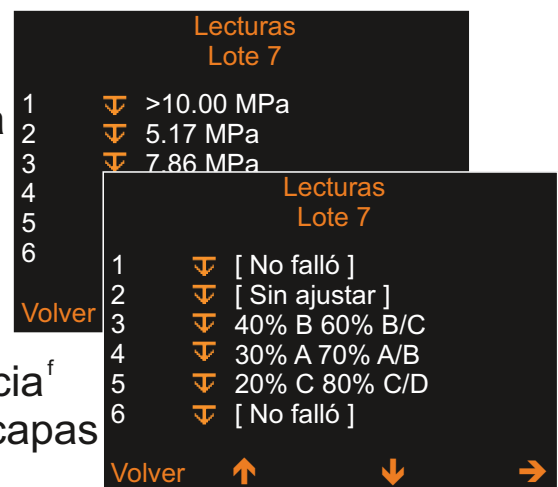 Lecturas
Lote 7
1 >10.00 MPa
a
2 5.17 MPa
3 7.86 MPa
4
5
6
Volver
Lecturas
Lote 7
1 [ No falló ]
2 [ Sin ajustar ]
3 40% B 60% B/C
4 30% A 70% A/B
5 20% C 80% C/D
6 [ No falló ]
Volver
cia f
capas